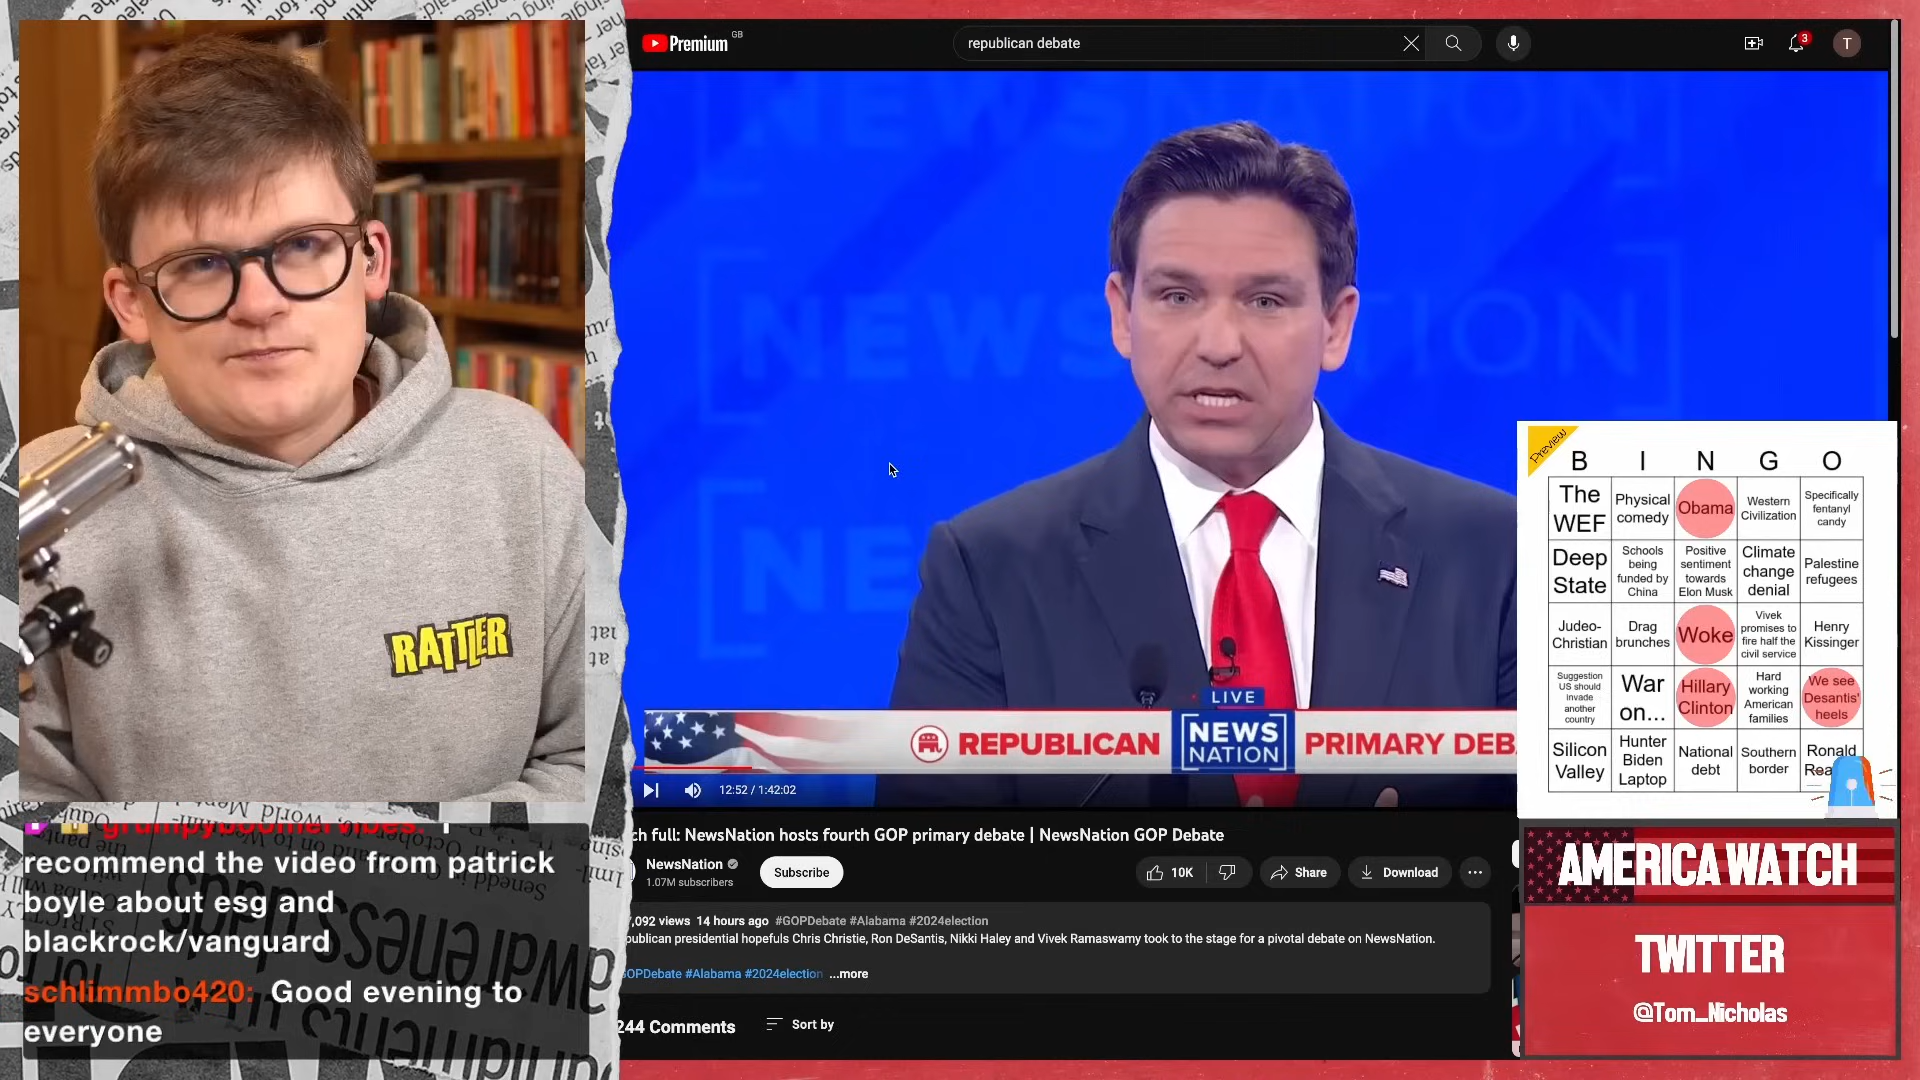 Premium GB
republican debate
3
T
NEWSNATION
NEWSNATION
NE
RATTLER
LIVE
REPUBLICAN
NEWS
NATION
PRIMARY DEB
12:52 / 1:42:02
ch full: NewsNation hosts fourth GOP primary debate | NewsNation GOP Debate
NewsNation
1.07M subscribers
Subscribe
10K
Share
Download
,092 views 14 hours ago #GOPDebate #Alabama #2024election
publican presidential hopefuls Chris Christie, Ron DeSantis, Nikki Haley and Vivek Ramaswamy took to the stage for a pivotal debate on NewsNation.
GOPDebate #Alabama #2024election ...more
244 Comments
Sort by
Preview
B I N G O
The
WEF
Physical
comedy
Obama
Western
Civilization
Specifically
fentanyl
candy
Deep
State
Schools
being
funded by
China
Positive
sentiment
towards
Elon Musk
Climate
change
denial
Palestine
refugees
Judeo-
Christian
Drag
brunches
Woke
Vivek
promises to
fire half the
civil service
Henry
Kissinger
Suggestion
US should
invade
another
country
War
on...
Hillary
Clinton
Hard
working
American
families
We see
Desantis'
heels
Silicon
Valley
Hunter
Biden
Laptop
National
debt
Southern
border
Ronald
Rea
AMERICA WATCH
TWITTER
@Tom_Nicholas
grumpyboomervibes: I
recommend the video from patrick
boyle about esg and
blackrock/vanguard
schlimmbo420: Good evening to
everyone